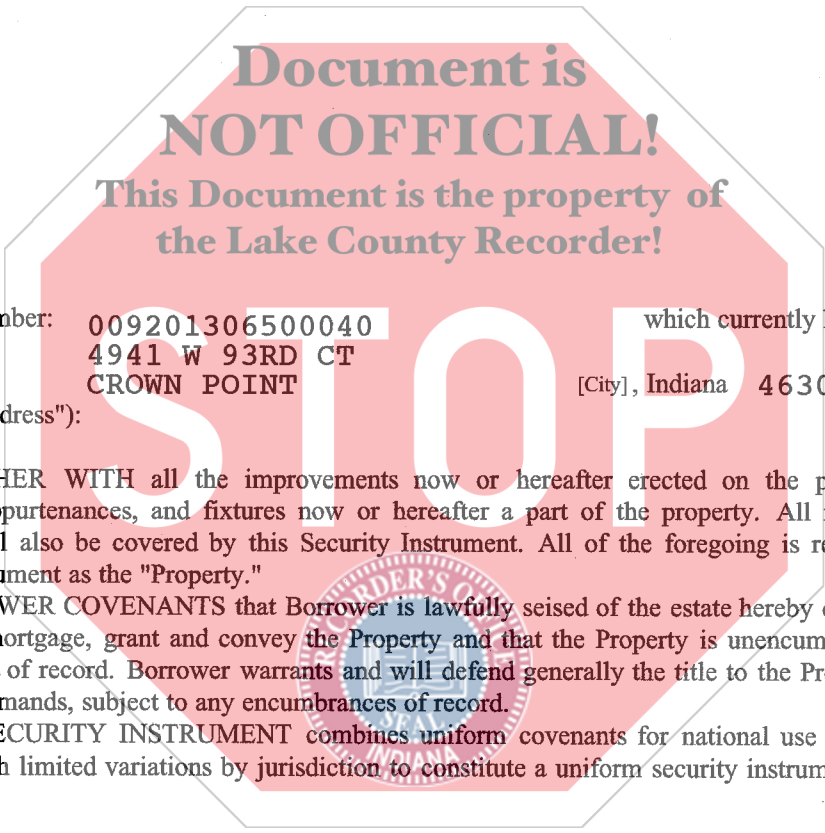 Document is
NOT OFFICIAL!
This Document is the property of
the Lake County Recorder!
STOP
nber: 009201306500040 which currently
4941 W 93RD CT
CROWN POINT [City], Indiana 4630
dress"):
HER WITH all the improvements now or hereafter erected on the p
purtenances, and fixtures now or hereafter a part of the property. All
l also be covered by this Security Instrument. All of the foregoing is re
ument as the "Property."
WER COVENANTS that Borrower is lawfully seised of the estate hereby
nortgage, grant and convey the Property and that the Property is unencum
of record. Borrower warrants and will defend generally the title to the Pr
mands, subject to any encumbrances of record.
ECURITY INSTRUMENT combines uniform covenants for national use
h limited variations by jurisdiction to constitute a uniform security instrum
RECORDER'S OFFICE
SEAL
INDIANA